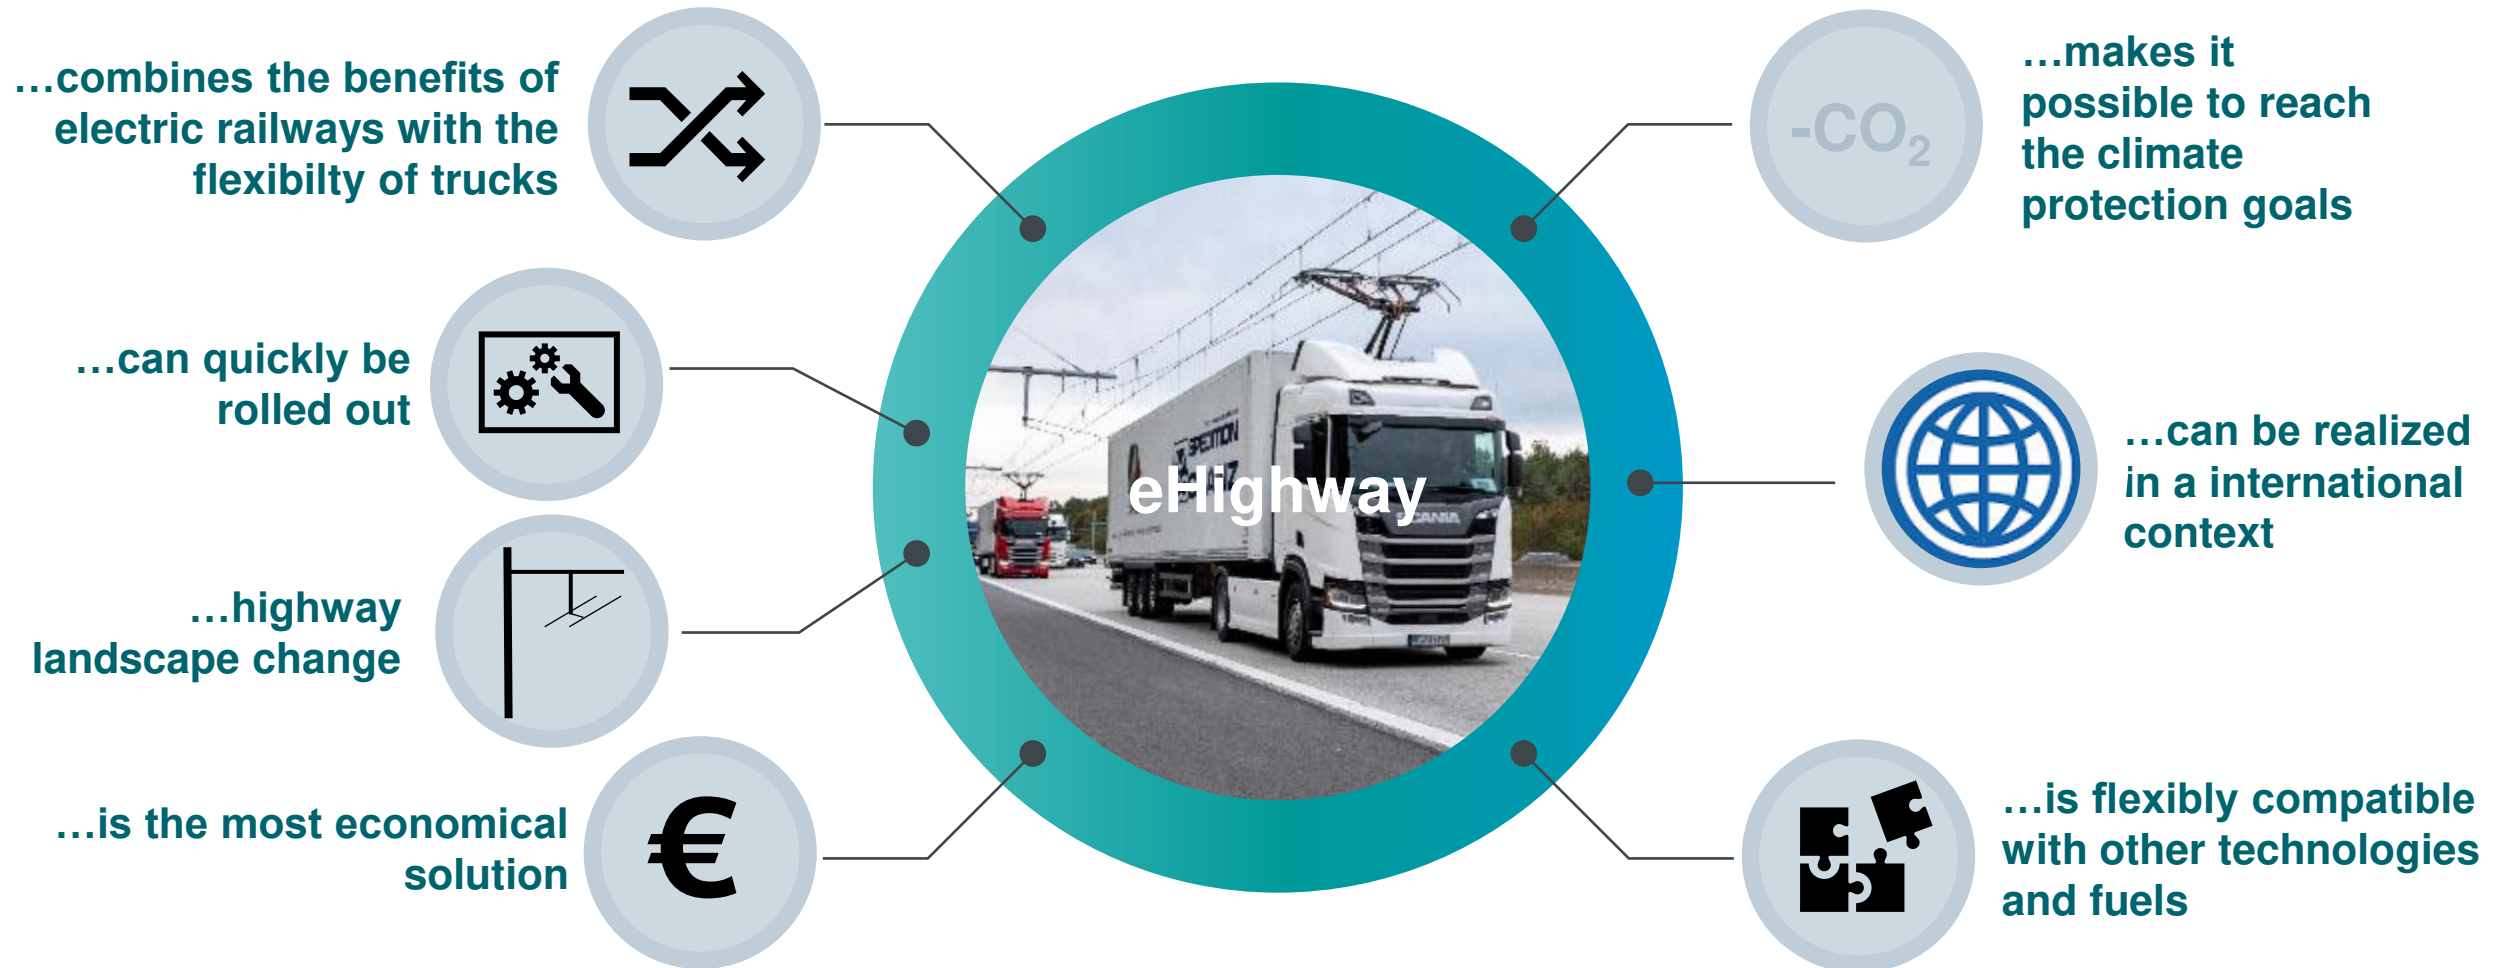 …combines the benefits of
electric railways with the
flexibilty of trucks
…can quickly be
rolled out
…highway
landscape change
…is the most economical
solution
eHighway
SPEDITION
SCANIA
-CO₂
…makes it
possible to reach
the climate
protection goals
…can be realized
in a international
context
…is flexibly compatible
with other technologies
and fuels
€